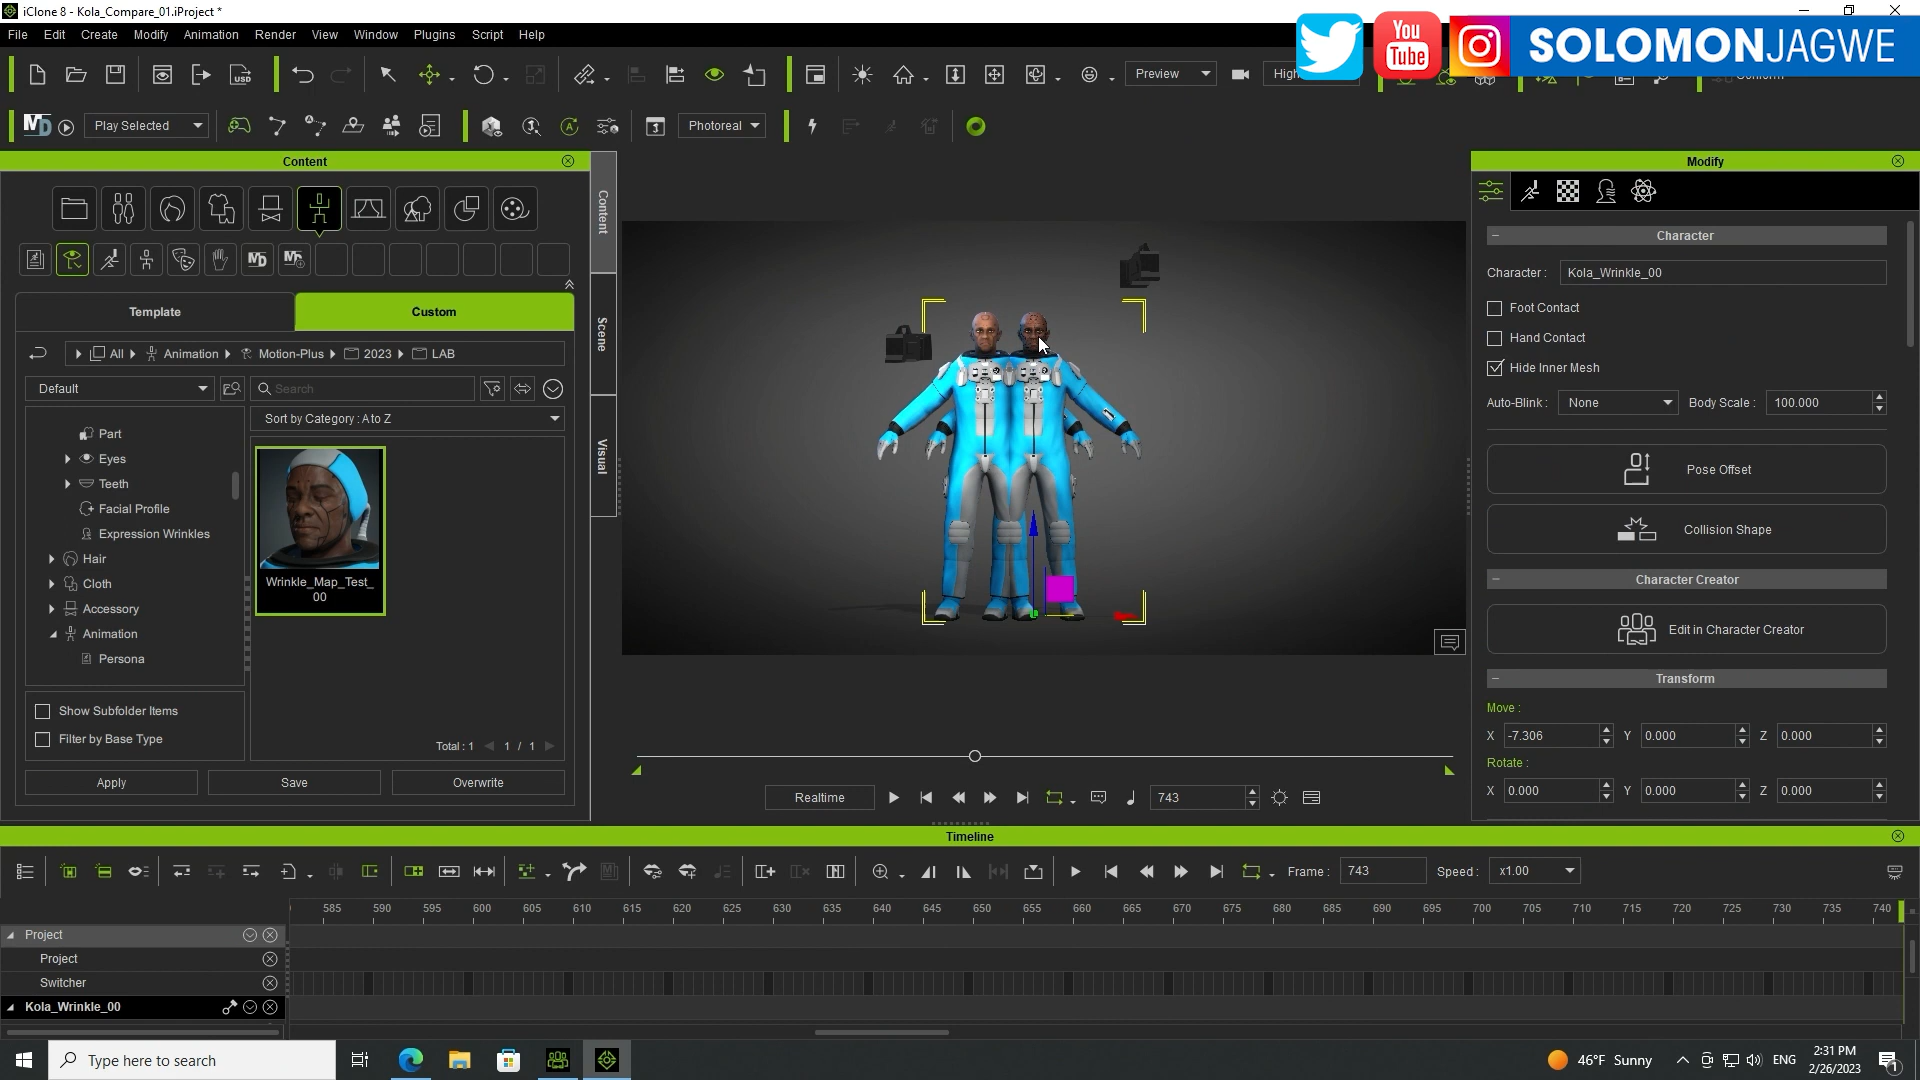 iClone 8 - Kola_Compare_01.iProject *
File Edit Create Modify Animation Render View Window Plugins Script Help
You
Tube
SOLOMONJAGWE
USD
Preview
High
Play Selected
Photoreal
Content
Modify
Content
Scene
Visual
Template
Custom
All Animation Motion-Plus 2023 LAB
Default
Search
Sort by Category : A to Z
Part
Eyes
Teeth
Facial Profile
Expression Wrinkles
Hair
Cloth
Accessory
Animation
Persona
Wrinkle_Map_Test_
00
Show Subfolder Items
Filter by Base Type
Total : 1 1 / 1
Apply
Save
Overwrite
Character
Character : Kola_Wrinkle_00
Foot Contact
Hand Contact
Hide Inner Mesh
Auto-Blink : None Body Scale : 100.000
Pose Offset
Collision Shape
Character Creator
Edit in Character Creator
Transform
Move :
X -7.306 Y 0.000 Z 0.000
Rotate :
X 0.000 Y 0.000 Z 0.000
Realtime
743
Timeline
Frame : 743 Speed : x1.00
585 590 595 600 605 610 615 620 625 630 635 640 645 650 655 660 665 670 675 680 685 690 695 700 705 710 715 720 725 730 735 740
Project
Project
Switcher
Kola_Wrinkle_00
Type here to search
46°F Sunny
ENG
2:31 PM
2/26/2023
1